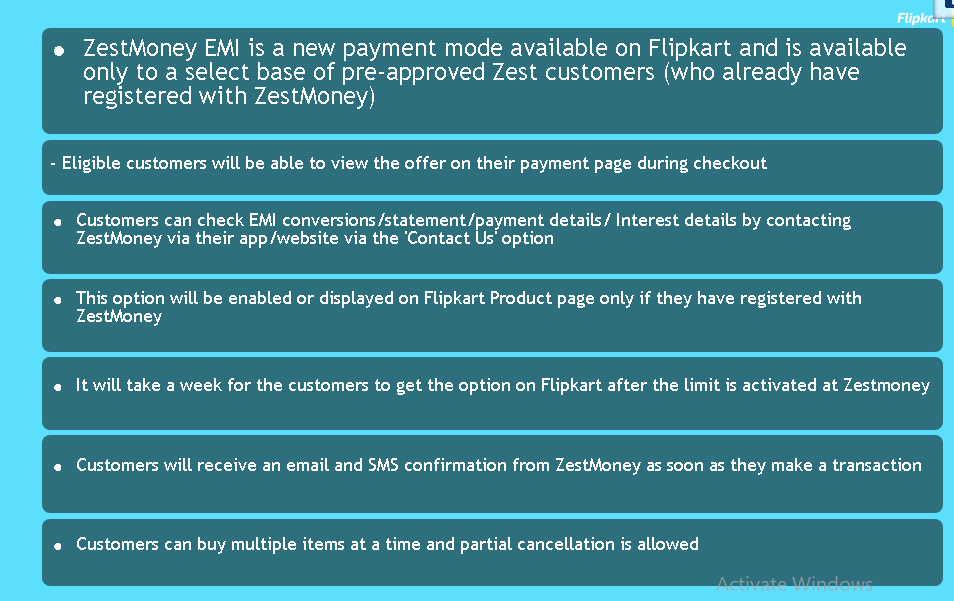 Flipkart
● ZestMoney EMI is a new payment mode available on Flipkart and is available
only to a select base of pre-approved Zest customers (who already have
registered with ZestMoney)
- Eligible customers will be able to view the offer on their payment page during checkout
● Customers can check EMI conversions/statement/payment details/ Interest details by contacting
ZestMoney via their app/website via the 'Contact Us' option
● This option will be enabled or displayed on Flipkart Product page only if they have registered with
ZestMoney
● It will take a week for the customers to get the option on Flipkart after the limit is activated at Zestmoney
● Customers will receive an email and SMS confirmation from ZestMoney as soon as they make a transaction
● Customers can buy multiple items at a time and partial cancellation is allowed
Activate Windows